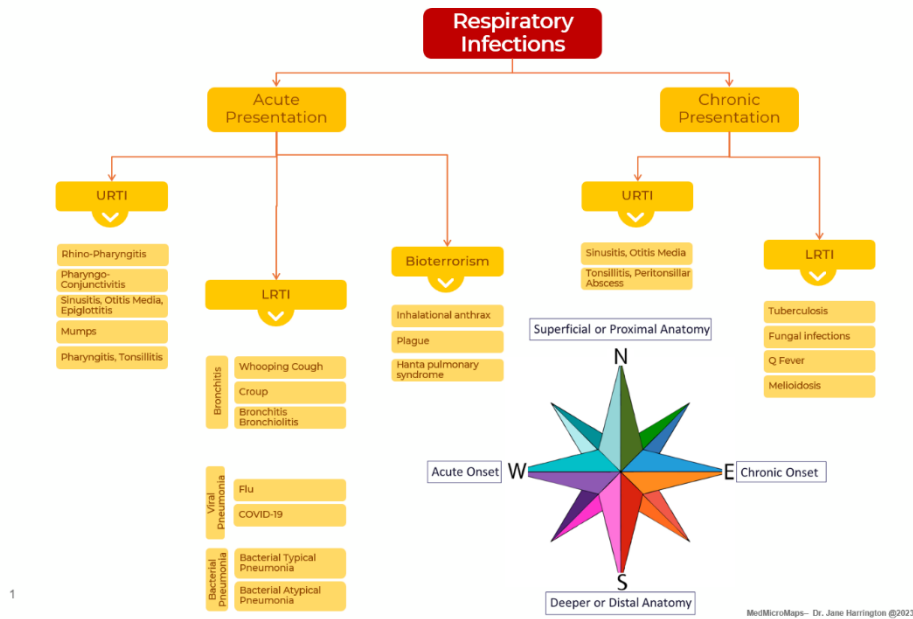 Respiratory
Infections
Acute
Presentation
Chronic
Presentation
URTI
Rhino-Pharyngitis
Pharyngo-
Conjunctivitis
Sinusitis, Otitis Media,
Epiglottitis
Mumps
Pharyngitis, Tonsillitis
LRTI
Bronchitis
Whooping Cough
Croup
Bronchitis
Bronchiolitis
Viral
Pneumonia
Flu
COVID-19
Bacterial
Pneumonia
Bacterial Typical
Pneumonia
Bacterial Atypical
Pneumonia
Bioterrorism
Inhalational anthrax
Plague
Hanta pulmonary
syndrome
URTI
Sinusitis, Otitis Media
Tonsillitis, Peritonsillar
Abscess
LRTI
Tuberculosis
Fungal infections
Q Fever
Melioidosis
Superficial or Proximal Anatomy
N
Acute Onset
W
E
Chronic Onset
S
Deeper or Distal Anatomy
1
MedMicroMaps– Dr. Jane Harrington @2023